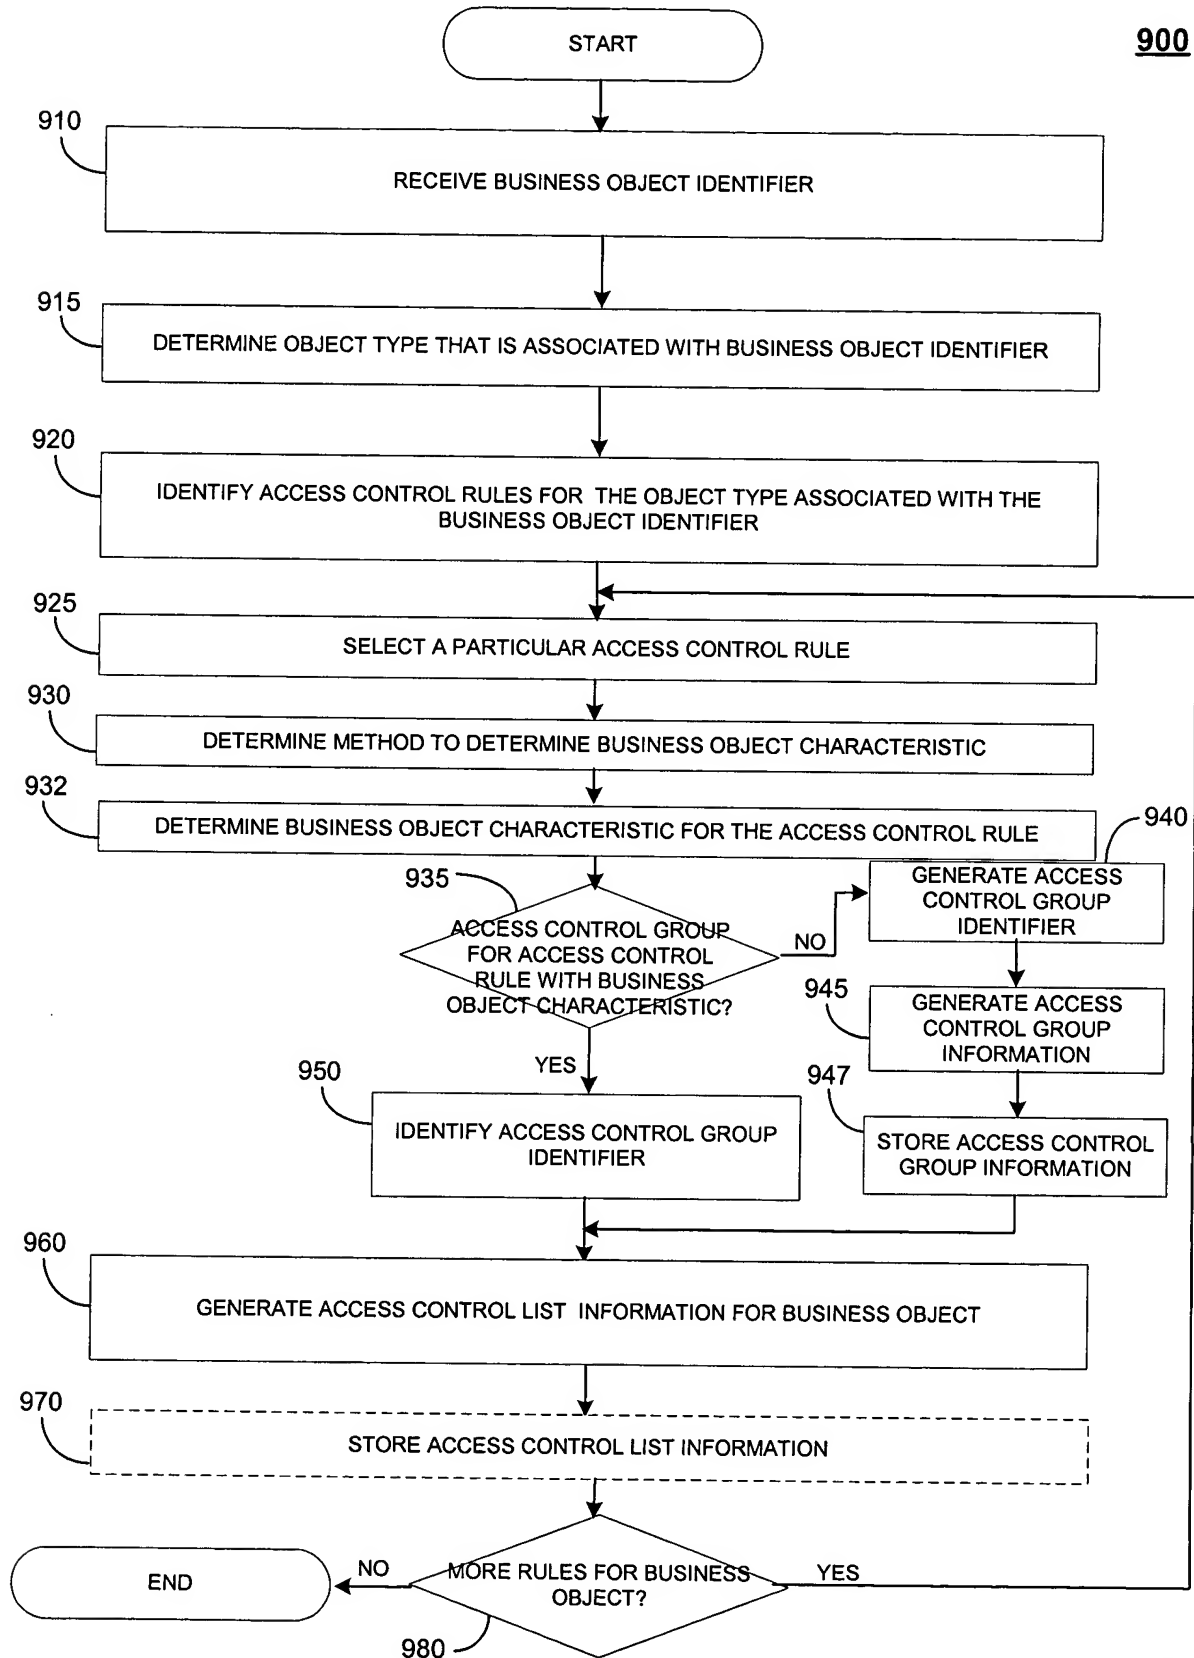 START
900
910
RECEIVE BUSINESS OBJECT IDENTIFIER
915
DETERMINE OBJECT TYPE THAT IS ASSOCIATED WITH BUSINESS OBJECT IDENTIFIER
920
IDENTIFY ACCESS CONTROL RULES FOR THE OBJECT TYPE ASSOCIATED WITH THE
BUSINESS OBJECT IDENTIFIER
925
SELECT A PARTICULAR ACCESS CONTROL RULE
930
DETERMINE METHOD TO DETERMINE BUSINESS OBJECT CHARACTERISTIC
932
DETERMINE BUSINESS OBJECT CHARACTERISTIC FOR THE ACCESS CONTROL RULE
935
ACCESS CONTROL GROUP
FOR ACCESS CONTROL
RULE WITH BUSINESS
OBJECT CHARACTERISTIC?
NO
940
GENERATE ACCESS
CONTROL GROUP
IDENTIFIER
945
GENERATE ACCESS
CONTROL GROUP
INFORMATION
947
STORE ACCESS CONTROL
GROUP INFORMATION
YES
950
IDENTIFY ACCESS CONTROL GROUP
IDENTIFIER
960
GENERATE ACCESS CONTROL LIST INFORMATION FOR BUSINESS OBJECT
970
STORE ACCESS CONTROL LIST INFORMATION
MORE RULES FOR BUSINESS
OBJECT?
980
YES
NO
END